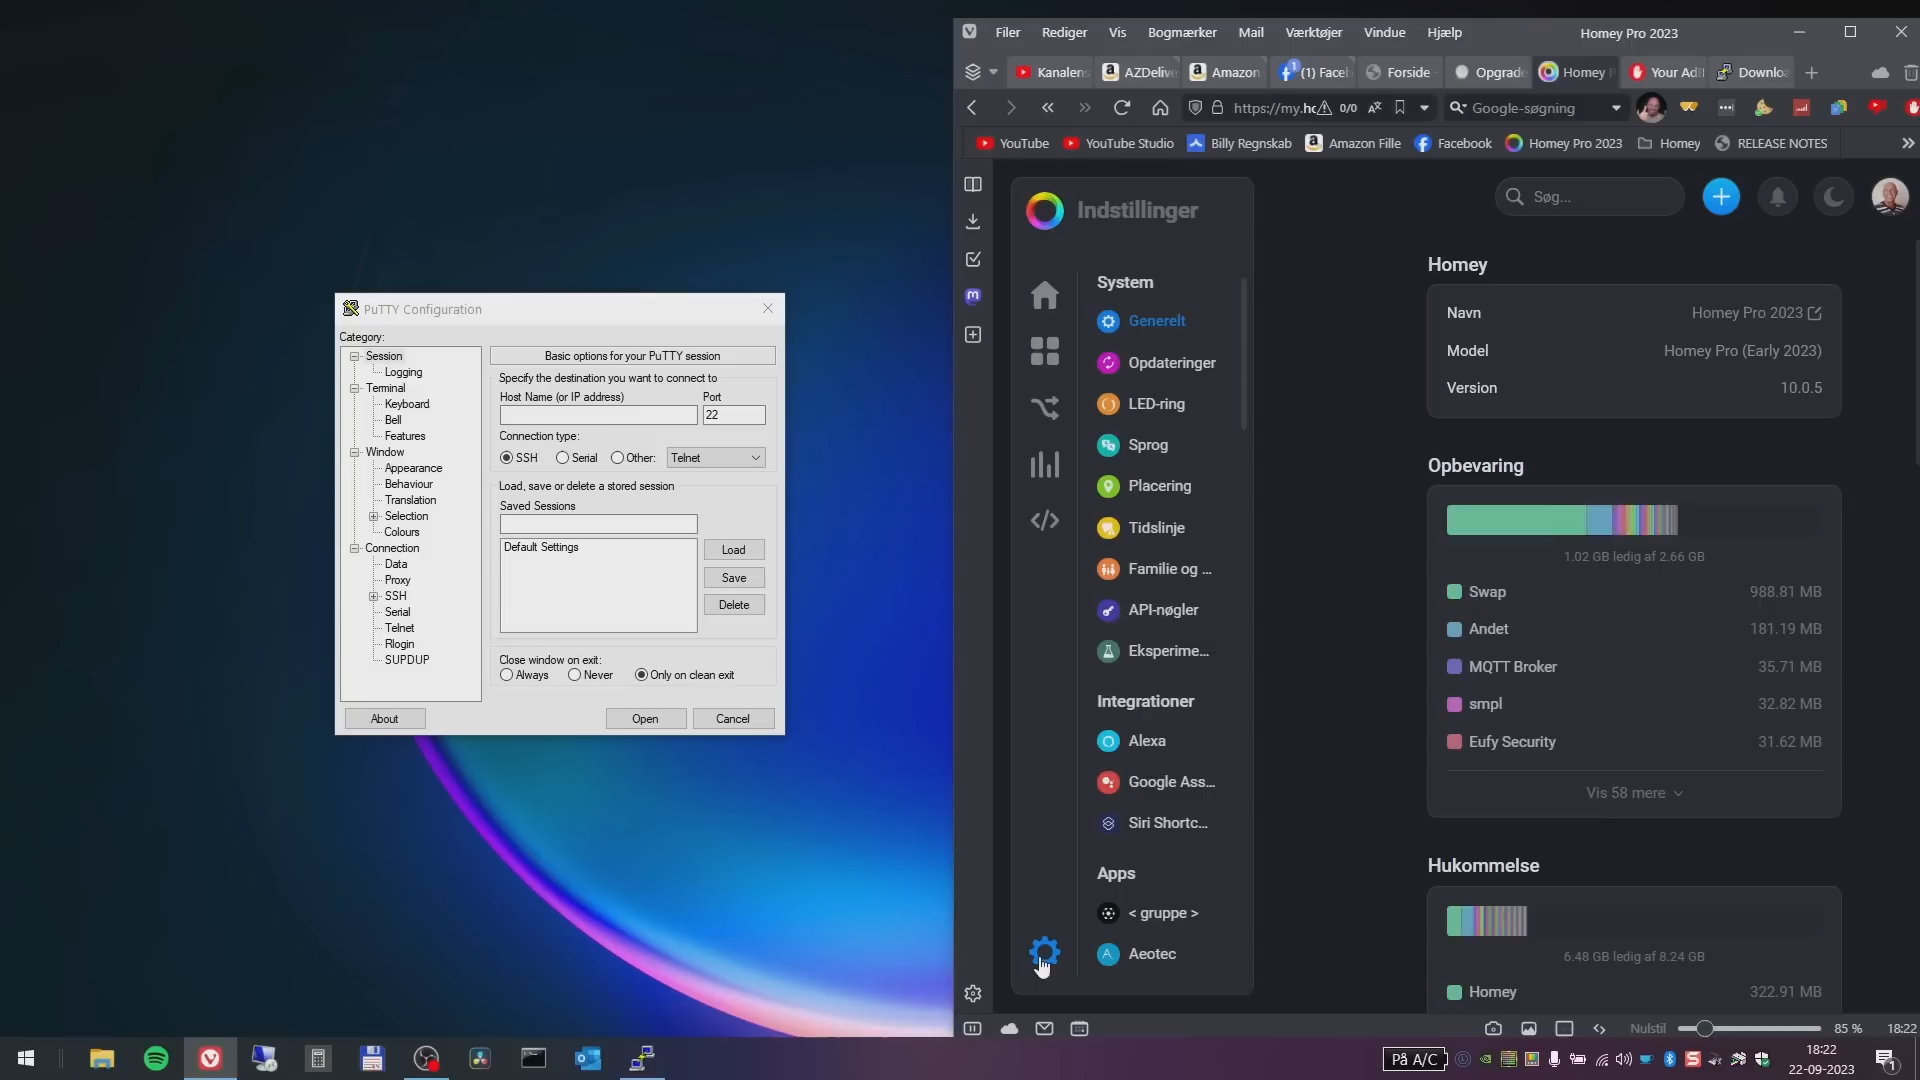 PuTTY Configuration
Category:
Session
Logging
Terminal
Keyboard
Bell
Features
Window
Appearance
Behaviour
Translation
Selection
Colours
Connection
Data
Proxy
SSH
Serial
Telnet
Rlogin
SUPDUP
Basic options for your PuTTY session
Specify the destination you want to connect to
Host Name (or IP address) Port
22
Connection type:
SSH Serial Other: Telnet
Load, save or delete a stored session
Saved Sessions
Default Settings
Load
Save
Delete
Close window on exit:
Always Never Only on clean exit
About Open Cancel
Filer Rediger Vis Bogmærker Mail Værktøjer Vindue Hjælp Homey Pro 2023
Kanalens AZDelive Amazon (1) Facel Forside Opgrade Homey P Your AdI Downloa
https://my.hc 0/0 Google-søgning
YouTube YouTube Studio Billy Regnskab Amazon Fille Facebook Homey Pro 2023 Homey RELEASE NOTES
Indstillinger
Søg...
System
Generelt
Opdateringer
LED-ring
Sprog
Placering
Tidslinje
Familie og ...
API-nøgler
Eksperime...
Integrationer
Alexa
Google Ass...
Siri Shortc...
Apps
< gruppe >
Aeotec
Homey
Navn Homey Pro 2023
Model Homey Pro (Early 2023)
Version 10.0.5
Opbevaring
1.02 GB ledig af 2.66 GB
Swap 988.81 MB
Andet 181.19 MB
MQTT Broker 35.71 MB
smpl 32.82 MB
Eufy Security 31.62 MB
Vis 58 mere
Hukommelse
6.48 GB ledig af 8.24 GB
Homey 322.91 MB
Nulstil 85 % 18:22
På A/C
18:22
22-09-2023
1